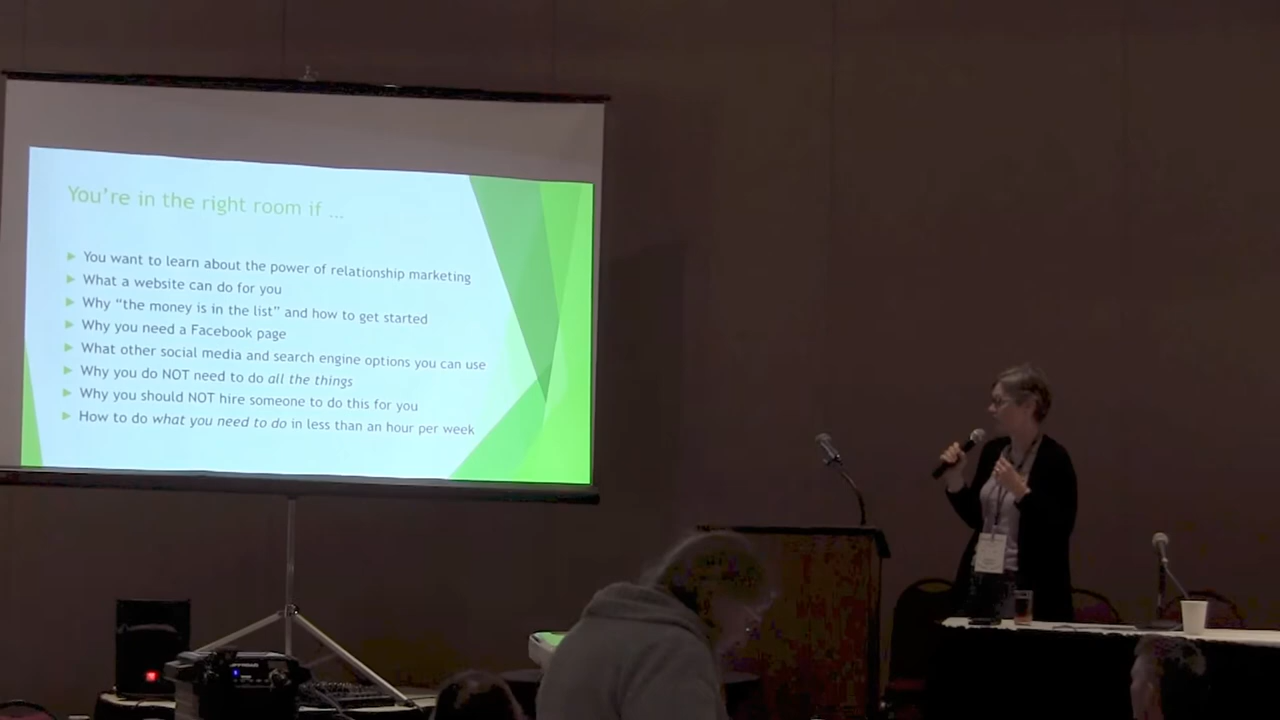 You're in the right room if ...
You want to learn about the power of relationship marketing
What a website can do for you
Why “the money is in the list” and how to get started
Why you need a Facebook page
What other social media and search engine options you can use
Why you do NOT need to do all the things
Why you should NOT hire someone to do this for you
How to do what you need to do in less than an hour per week